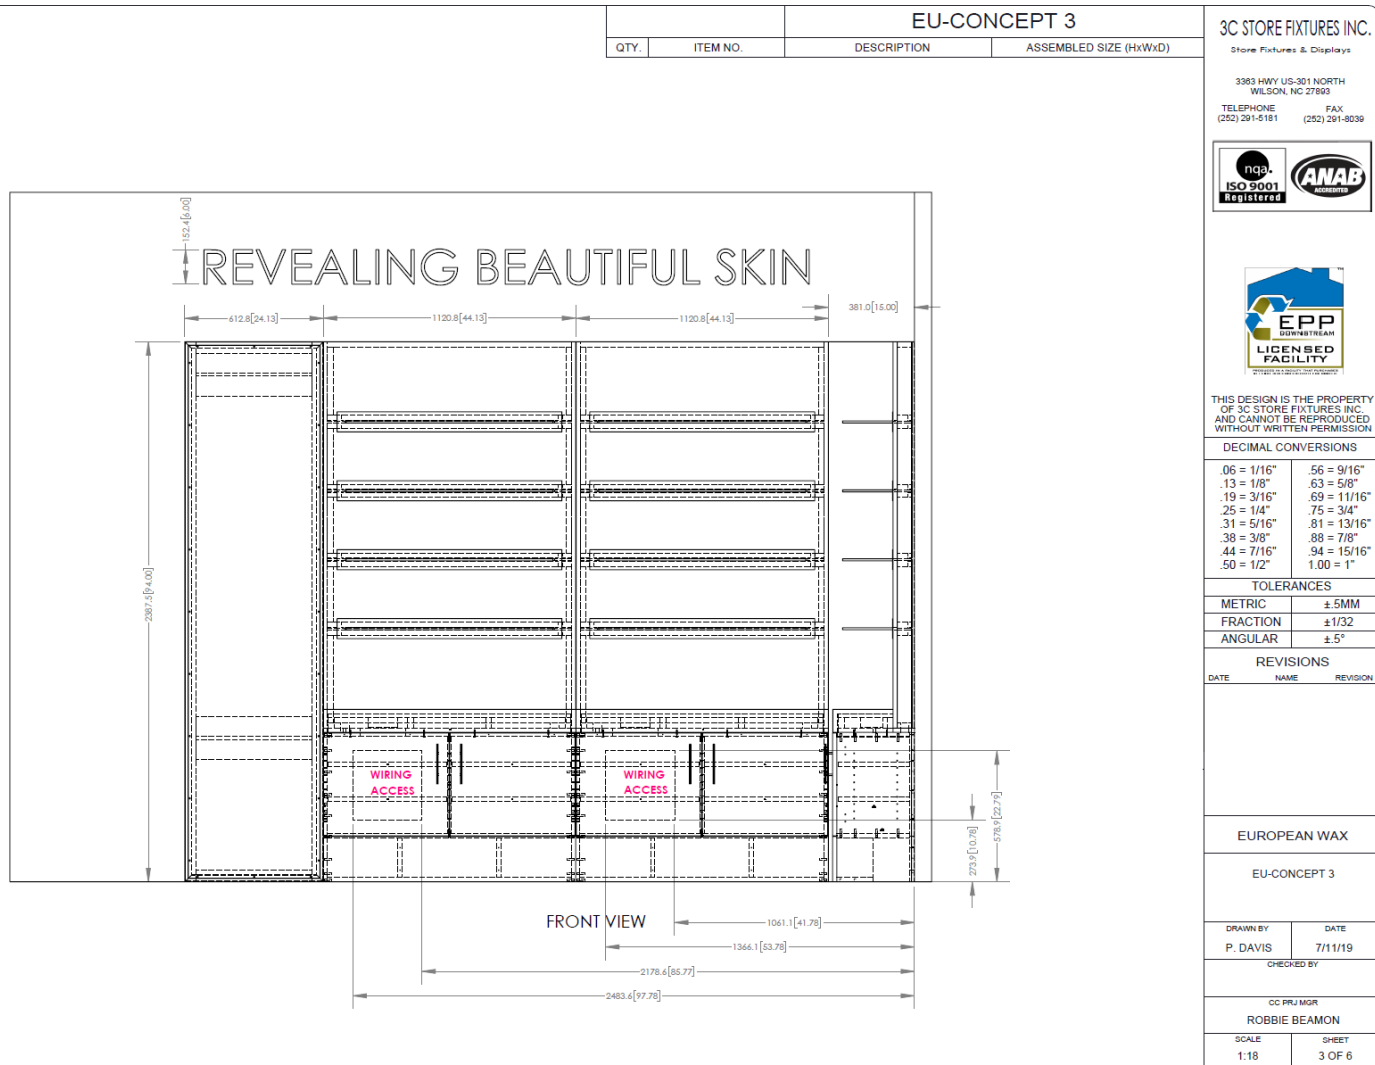 EU-CONCEPT 3
QTY. ITEM NO. DESCRIPTION ASSEMBLED SIZE (HxWxD)
3C STORE FIXTURES INC.
Store Fixtures & Displays
3363 HWY US-301 NORTH
WILSON, NC 27893
TELEPHONE FAX
(252) 291-5181 (252) 291-8039
nqa.
ISO 9001
Registered
ANAB
ACCREDITED
EPP
DOWNSTREAM
LICENSED
FACILITY
THIS DESIGN IS THE PROPERTY
OF 3C STORE FIXTURES INC.
AND CANNOT BE REPRODUCED
WITHOUT WRITTEN PERMISSION
DECIMAL CONVERSIONS
.06 = 1/16" .56 = 9/16"
.13 = 1/8" .63 = 5/8"
.19 = 3/16" .69 = 11/16"
.25 = 1/4" .75 = 3/4"
.31 = 5/16" .81 = 13/16"
.38 = 3/8" .88 = 7/8"
.44 = 7/16" .94 = 15/16"
.50 = 1/2" 1.00 = 1"
TOLERANCES
METRIC ±.5MM
FRACTION ±1/32
ANGULAR ±.5°
REVISIONS
DATE NAME REVISION
EUROPEAN WAX
EU-CONCEPT 3
DRAWN BY DATE
P. DAVIS 7/11/19
CHECKED BY
CC PRJ MGR
ROBBIE BEAMON
SCALE SHEET
1:18 3 OF 6
152.4[6.00]
REVEALING BEAUTIFUL SKIN
612.8[24.13] 1120.8[44.13] 1120.8[44.13] 381.0[15.00]
2387.5[94.00]
WIRING
ACCESS
WIRING
ACCESS
578.9[22.79]
273.9[10.78]
FRONT VIEW
1061.1[41.78]
1366.1[53.78]
2178.6[85.77]
2483.6[97.78]